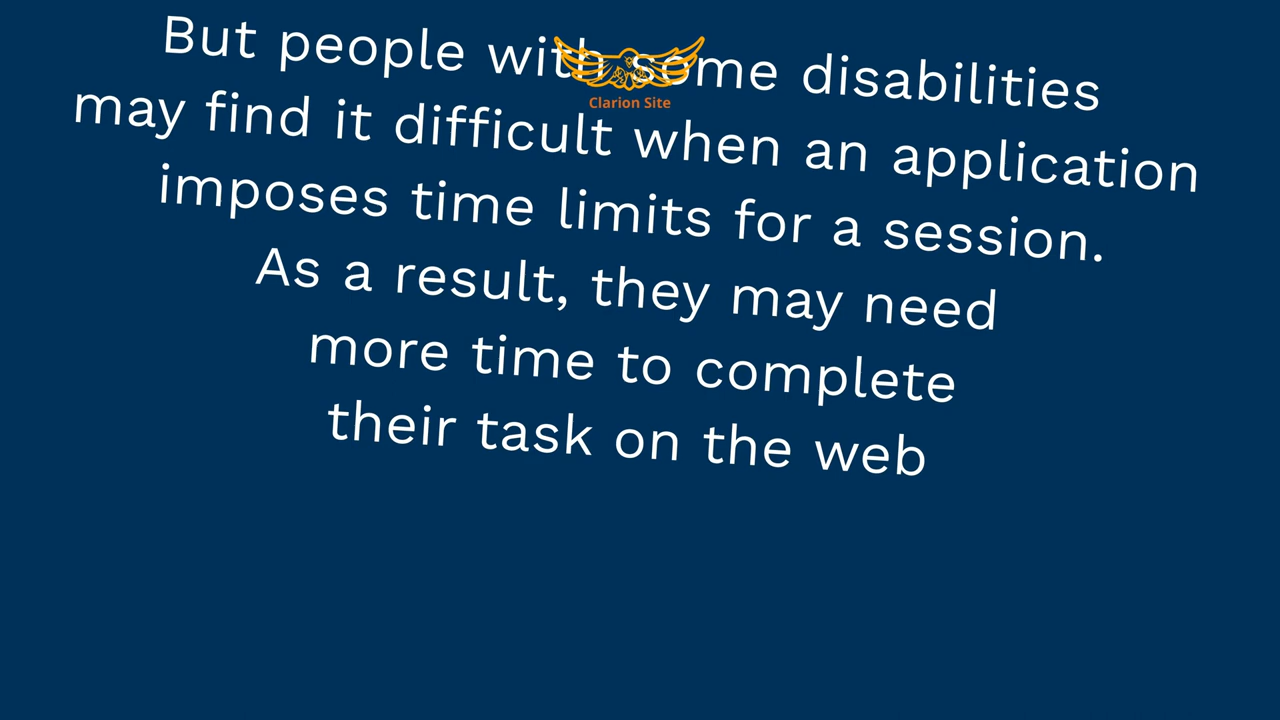 But people with some disabilities
Clarion Site
may find it difficult when an application
imposes time limits for a session.
As a result, they may need
more time to complete
their task on the web